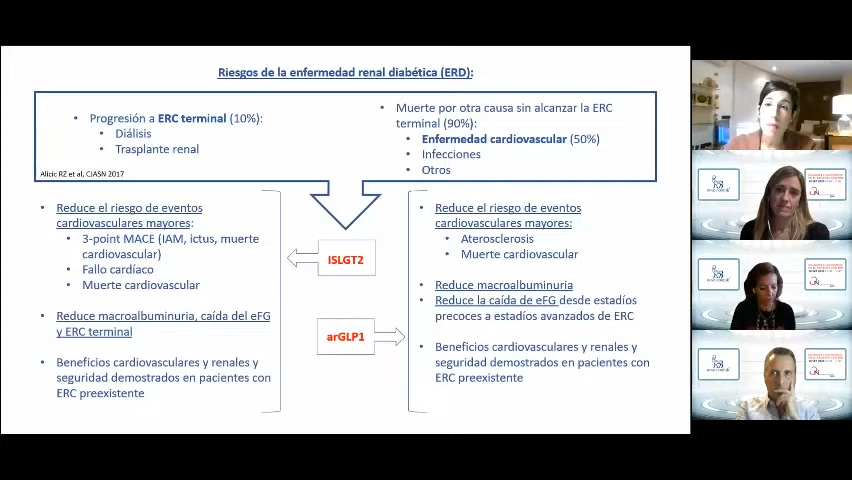 Riesgos de la enfermedad renal diabética (ERD):
• Progresión a ERC terminal (10%):
• Diálisis
• Trasplante renal
Alicic RZ et al, CJASN 2017
• Muerte por otra causa sin alcanzar la ERC
terminal (90%):
• Enfermedad cardiovascular (50%)
• Infecciones
• Otros
• Reduce el riesgo de eventos
cardiovasculares mayores:
• 3-point MACE (IAM, ictus, muerte
cardiovascular)
• Fallo cardíaco
• Muerte cardiovascular
• Reduce macroalbuminuria, caída del eFG
y ERC terminal
• Beneficios cardiovasculares y renales y
seguridad demostrados en pacientes con
ERC preexistente
ISLGT2
arGLP1
• Reduce el riesgo de eventos
cardiovasculares mayores:
• Aterosclerosis
• Muerte cardiovascular
• Reduce macroalbuminuria
• Reduce la caída de eFG desde estadíos
precoces a estadíos avanzados de ERC
• Beneficios cardiovasculares y renales y
seguridad demostrados en pacientes con
ERC preexistente